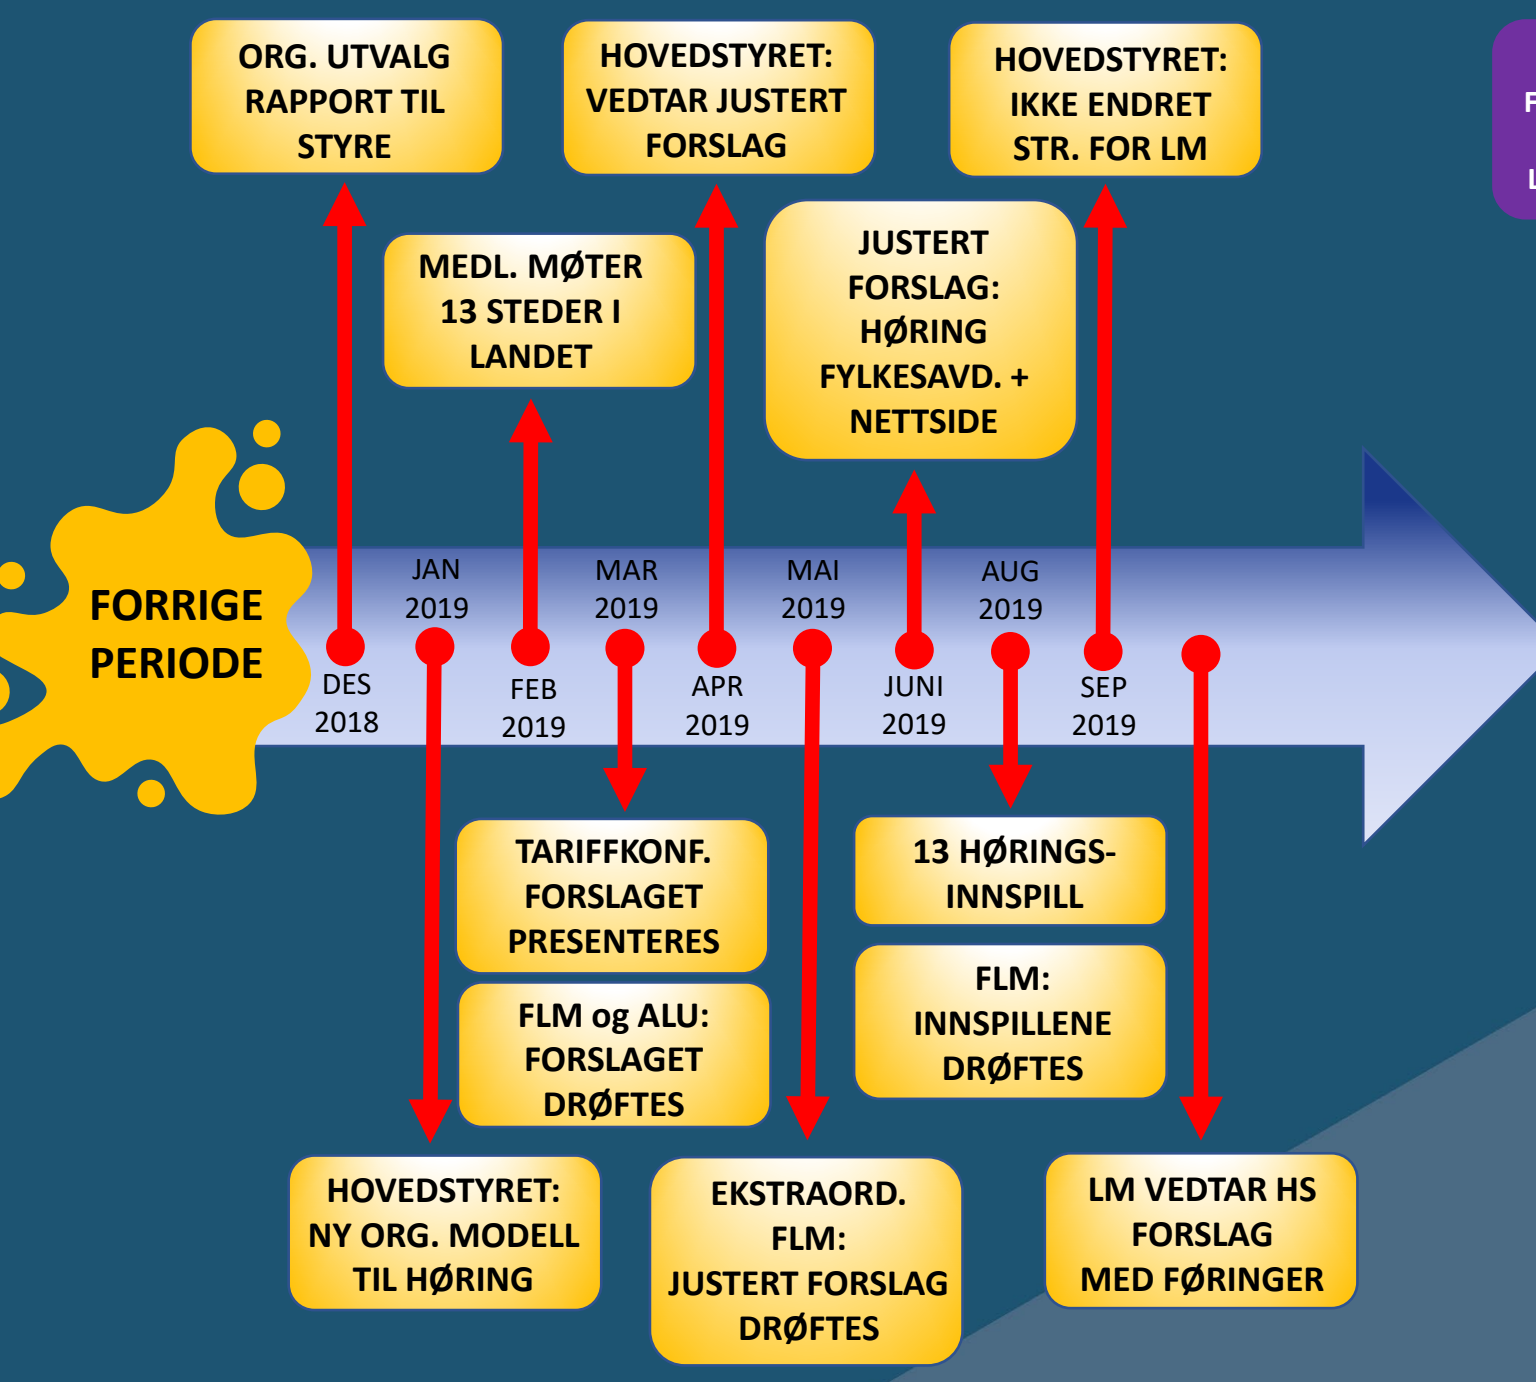 ORG. UTVALG
RAPPORT TIL
STYRE
HOVEDSTYRET:
VEDTAR JUSTERT
FORSLAG
HOVEDSTYRET:
IKKE ENDRET
STR. FOR LM
MEDL. MØTER
13 STEDER I
LANDET
JUSTERT
FORSLAG:
HØRING
FYLKESAVD. +
NETTSIDE
FORRIGE
PERIODE
DES
2018
JAN
2019
FEB
2019
MAR
2019
APR
2019
MAI
2019
JUNI
2019
AUG
2019
SEP
2019
TARIFFKONF.
FORSLAGET
PRESENTERES
FLM og ALU:
FORSLAGET
DRØFTES
13 HØRINGS-
INNSPILL
FLM:
INNSPILLENE
DRØFTES
HOVEDSTYRET:
NY ORG. MODELL
TIL HØRING
EKSTRAORD.
FLM:
JUSTERT FORSLAG
DRØFTES
LM VEDTAR HS
FORSLAG
MED FØRINGER